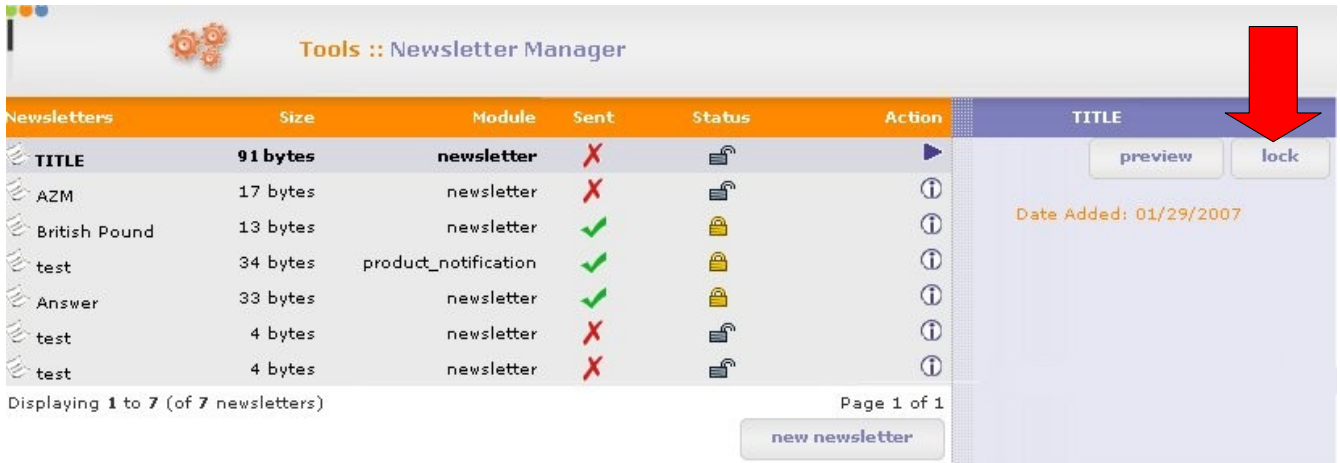 Tools :: Newsletter Manager
Newsletters Size Module Sent Status Action TITLE
TITLE 91 bytes newsletter preview lock
AZM 17 bytes newsletter
Date Added: 01/29/2007
British Pound 13 bytes newsletter
test 34 bytes product_notification
Answer 33 bytes newsletter
test 4 bytes newsletter
test 4 bytes newsletter
Displaying 1 to 7 (of 7 newsletters) Page 1 of 1
new newsletter